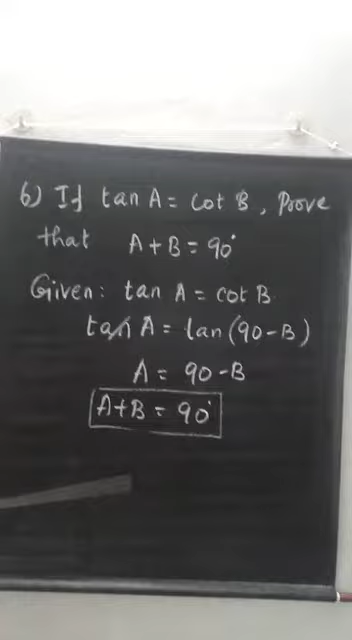 6) If tan A = cot B, Prove
that A+B = 90°
Given: tan A = cot B
tan A = tan (90-B)
A = 90-B
A+B = 90°